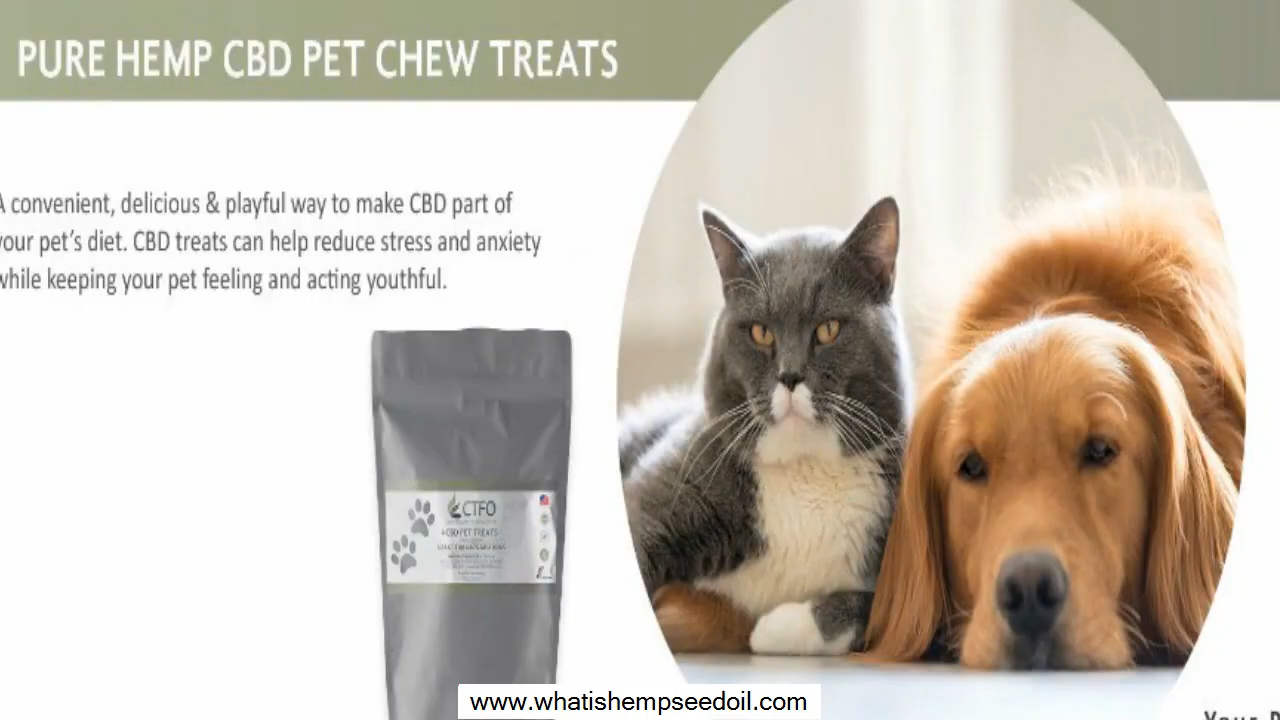 PURE HEMP CBD PET CHEW TREATS
A convenient, delicious & playful way to make CBD part of
your pet's diet. CBD treats can help reduce stress and anxiety
while keeping your pet feeling and acting youthful.
CTFO
PET TREATS
www.whatishempseedoil.com
Your